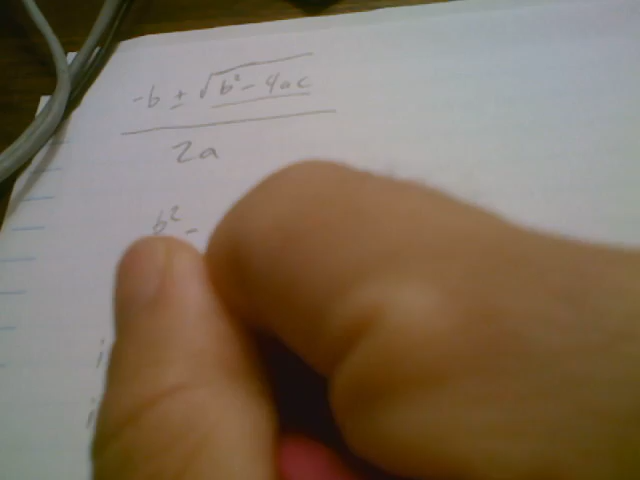 -b ± √b² - 4ac
2a
b² -
i
i